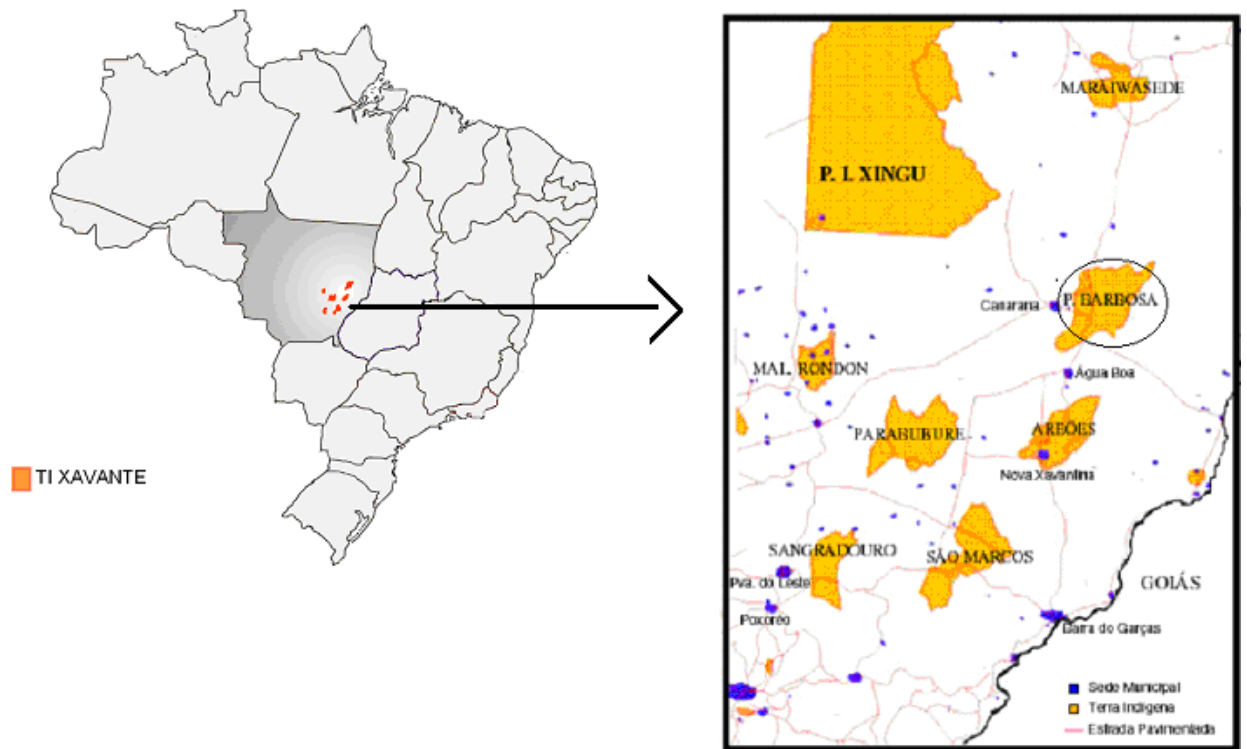 TI XAVANTE
MARAIWASEDE
P. I. XINGU
Canarana
P. BARBOSA
MAL. RONDON
Água Boa
PARABUBURE
AREÕES
Nova Xavantina
SANGRADOURO
SÃO MARCOS
Pva. do Leste
GOIÁS
Poxoréo
Barra do Garças
Sede Municipal
Terra Indígena
Estrada Pavimentada